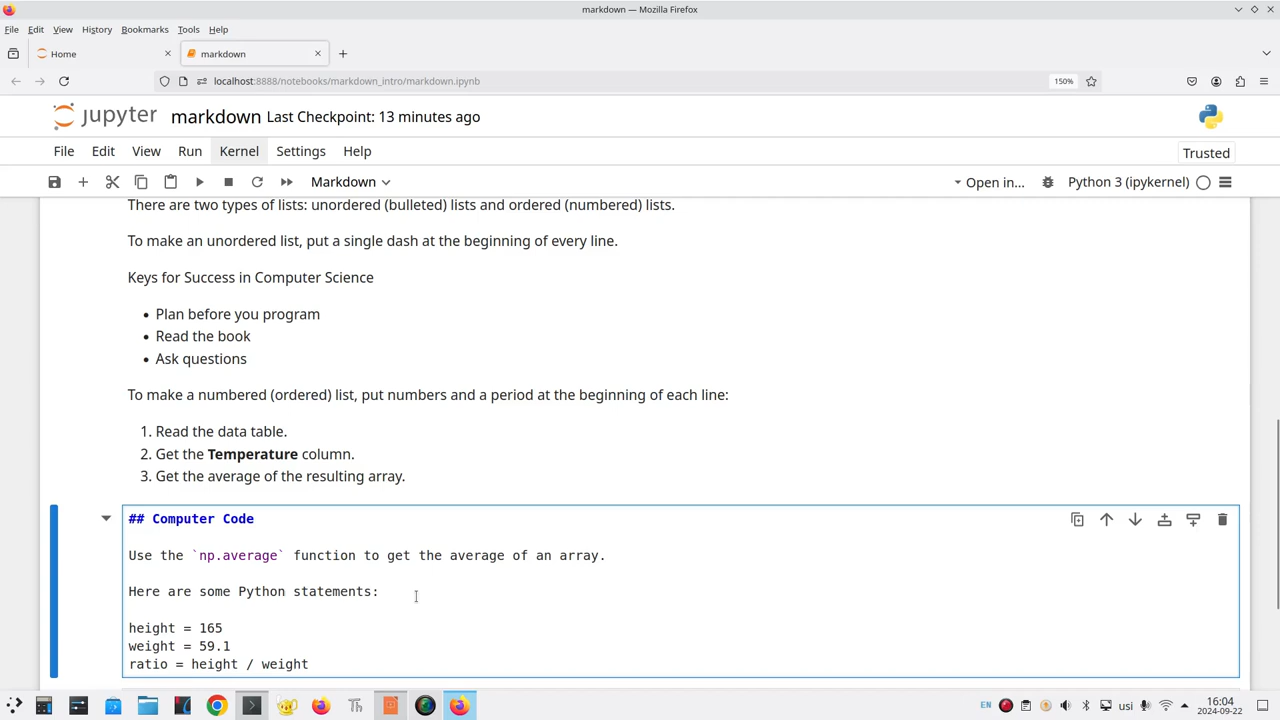 markdown — Mozilla Firefox
File Edit View History Bookmarks Tools Help
Home
markdown
localhost:8888/notebooks/markdown_intro/markdown.ipynb
150%
jupyter markdown Last Checkpoint: 13 minutes ago
File Edit View Run Kernel Settings Help
Trusted
Markdown
Open in...
Python 3 (ipykernel)
There are two types of lists: unordered (bulleted) lists and ordered (numbered) lists.
To make an unordered list, put a single dash at the beginning of every line.
Keys for Success in Computer Science
• Plan before you program
• Read the book
• Ask questions
To make a numbered (ordered) list, put numbers and a period at the beginning of each line:
1. Read the data table.
2. Get the Temperature column.
3. Get the average of the resulting array.
## Computer Code
Use the `np.average` function to get the average of an array.
Here are some Python statements:
height = 165
weight = 59.1
ratio = height / weight
Th
EN
usi
16:04
2024-09-22